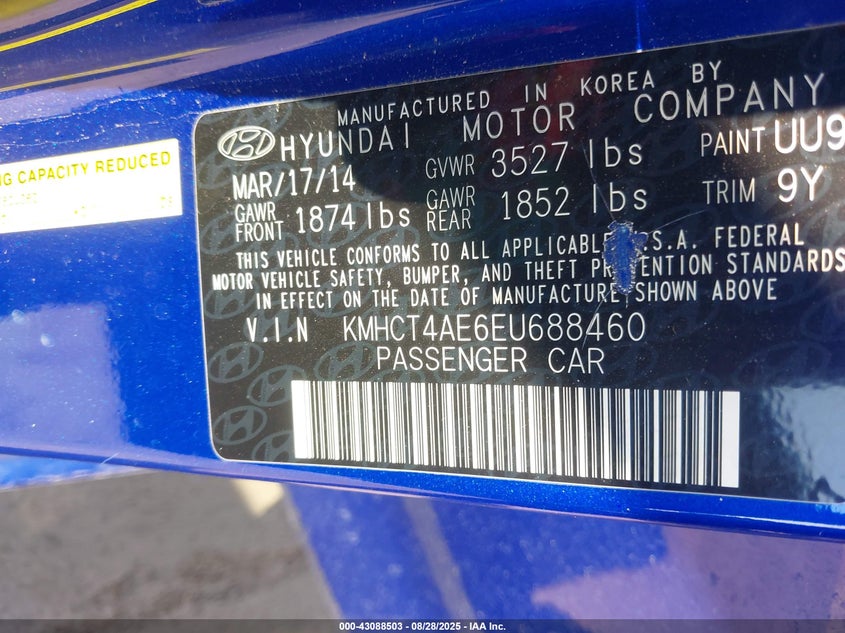 NG CAPACITY REDUCED
MANUFACTURED IN KOREA BY
HYUNDAI MOTOR COMPANY
MAR/17/14 GVWR 3527 lbs PAINT UU9
GAWR FRONT 1874 lbs GAWR REAR 1852 lbs TRIM 9Y
THIS VEHICLE CONFORMS TO ALL APPLICABLE .S.A. FEDERAL
MOTOR VEHICLE SAFETY, BUMPER, AND THEFT PR VENTION STANDARDS
IN EFFECT ON THE DATE OF MANUFACTURE SHOWN ABOVE
V.I.N KMHCT4AE6EU688460
PASSENGER CAR
000-43088503 - 08/28/2025 - IAA Inc.